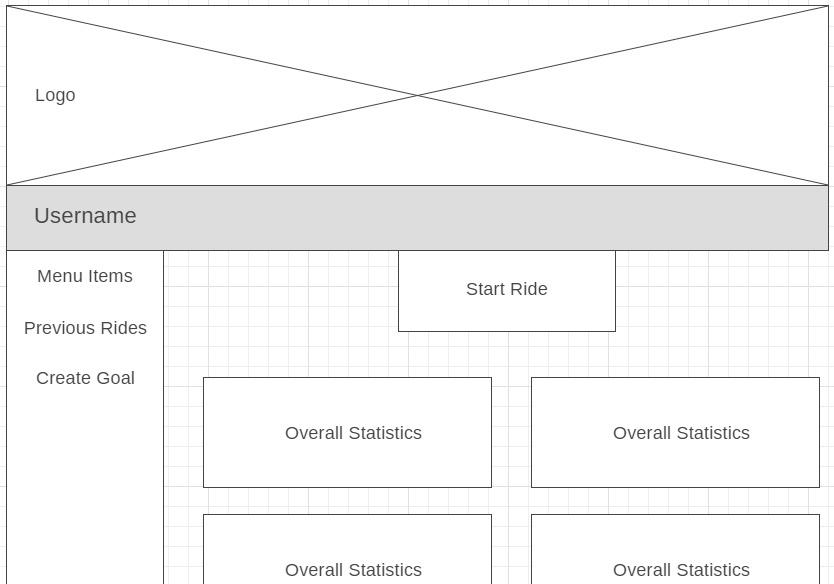 Logo
Username
Menu Items
Previous Rides
Create Goal
Start Ride
Overall Statistics
Overall Statistics
Overall Statistics
Overall Statistics